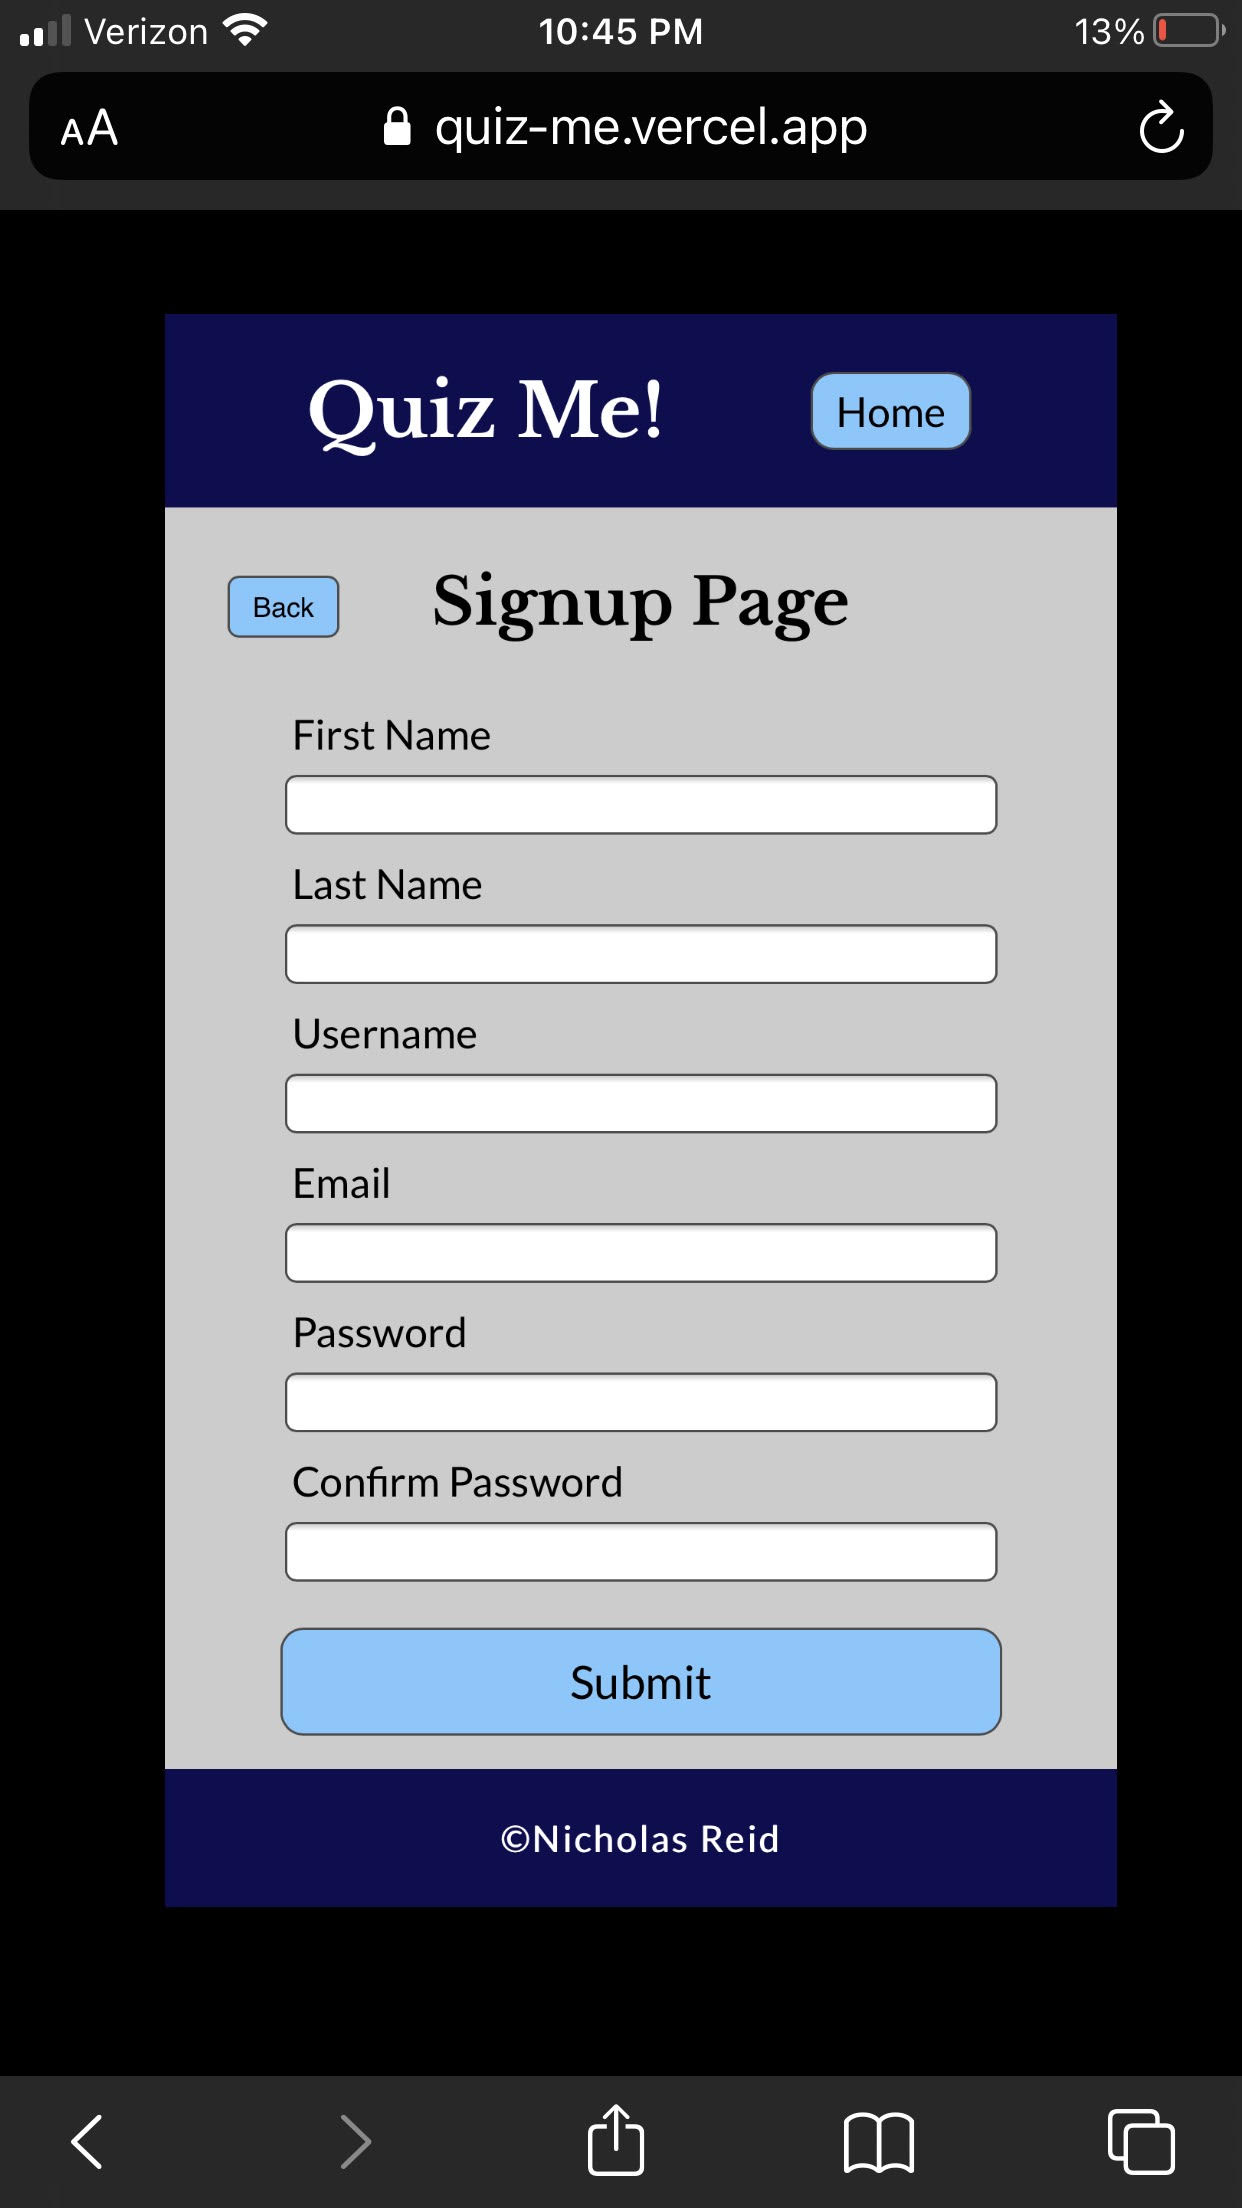 Verizon 10:45 PM 13%
AA quiz-me.vercel.app
Quiz Me! Home
Back Signup Page
First Name
Last Name
Username
Email
Password
Confirm Password
Submit
©Nicholas Reid